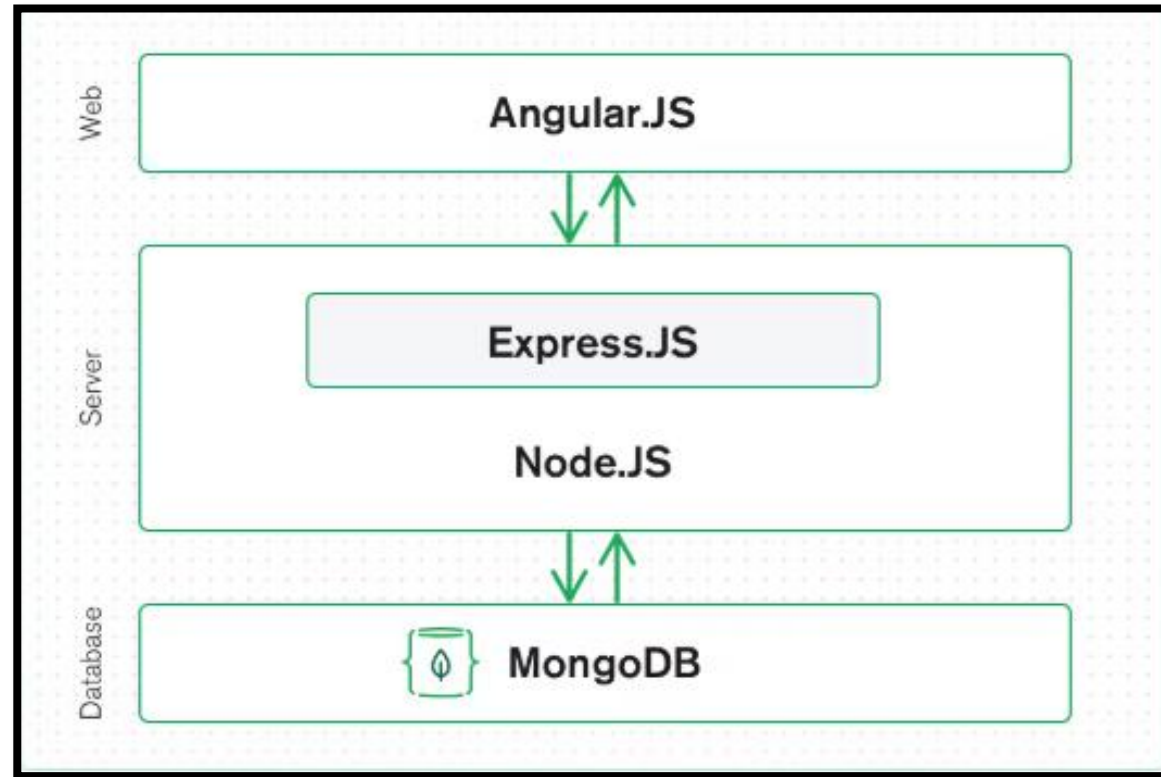 Web
Angular.JS
Server
Express.JS
Node.JS
Database
MongoDB